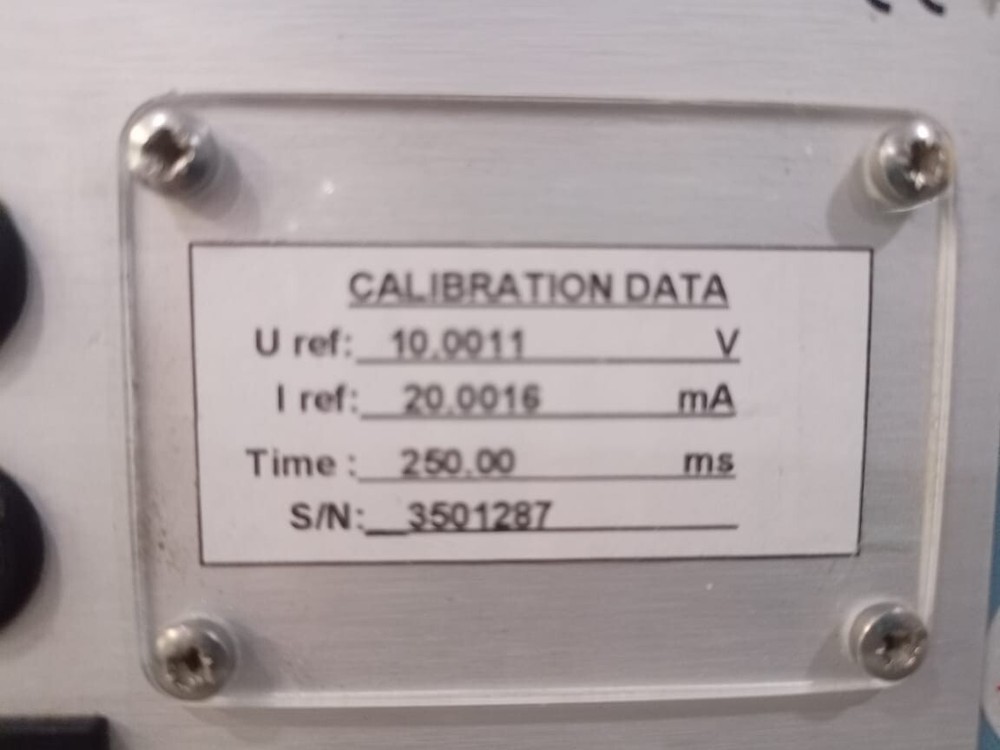 CALIBRATION DATA
U ref: 10.0011 V
I ref: 20.0016 mA
Time : 250.00 ms
S/N: 3501287